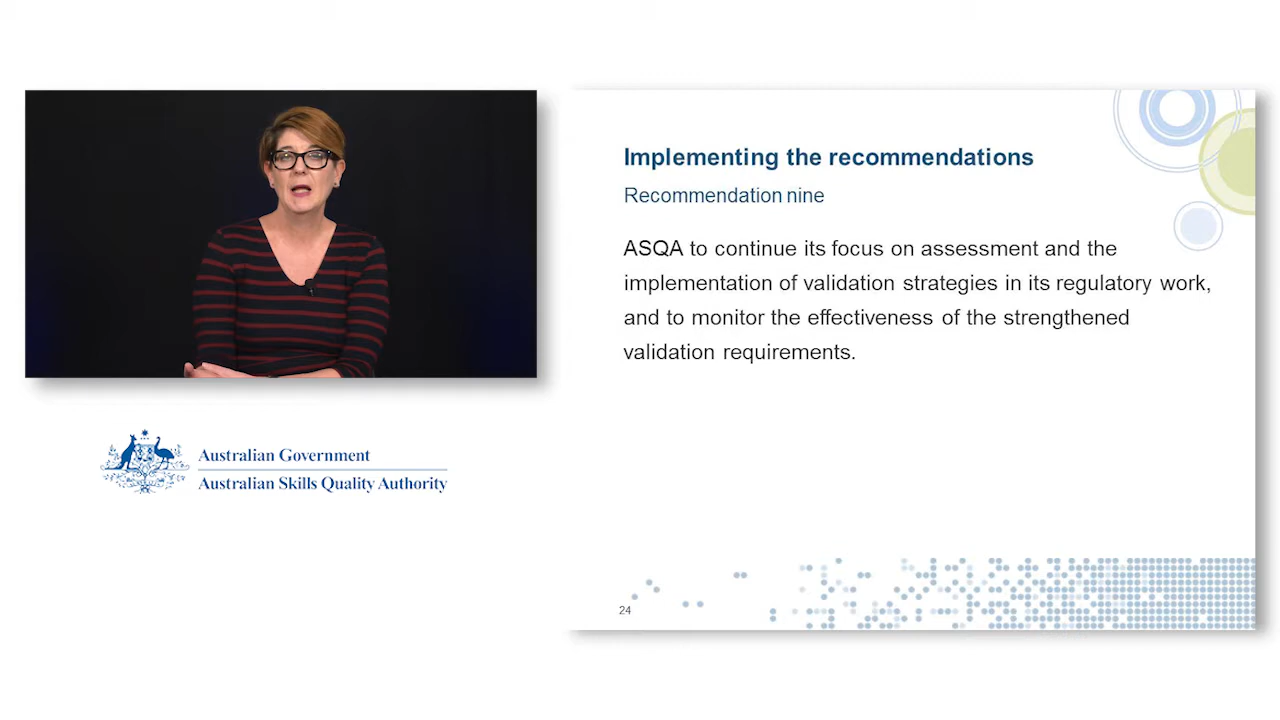 Implementing the recommendations
Recommendation nine
ASQA to continue its focus on assessment and the
implementation of validation strategies in its regulatory work,
and to monitor the effectiveness of the strengthened
validation requirements.
24
Australian Government
Australian Skills Quality Authority